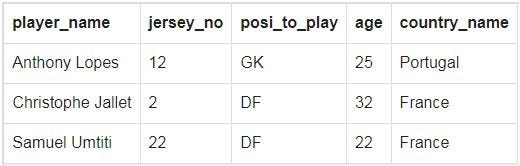 player_name jersey_no posi_to_play age country_name
Anthony Lopes 12 GK 25 Portugal
Christophe Jallet 2 DF 32 France
Samuel Umtiti 22 DF 22 France